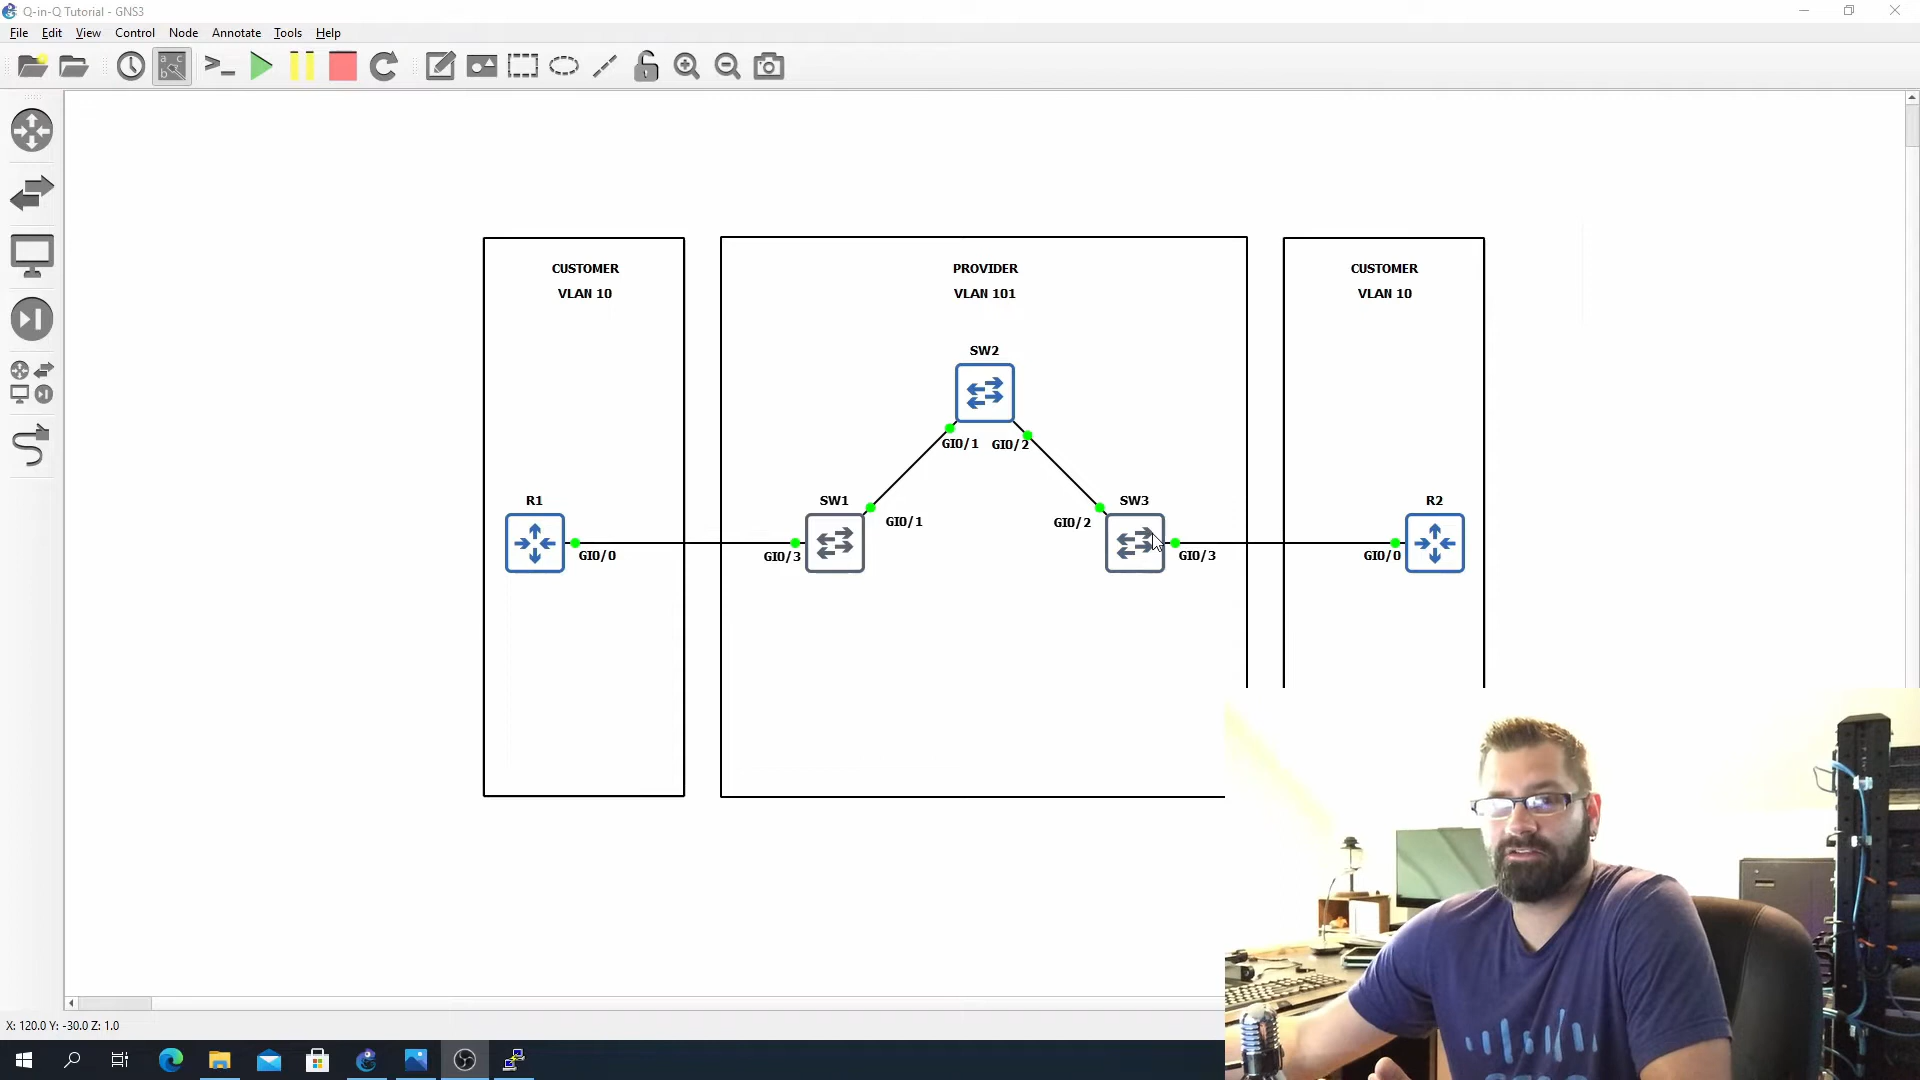 Q-in-Q Tutorial - GNS3
File Edit View Control Node Annotate Tools Help
CUSTOMER
VLAN 10
PROVIDER
VLAN 101
CUSTOMER
VLAN 10
SW2
GI0/1 GI0/2
R1
SW1
SW3
R2
GI0/1
GI0/2
GI0/0
GI0/3
GI0/3
GI0/0
X: 120.0 Y: -30.0 Z: 1.0